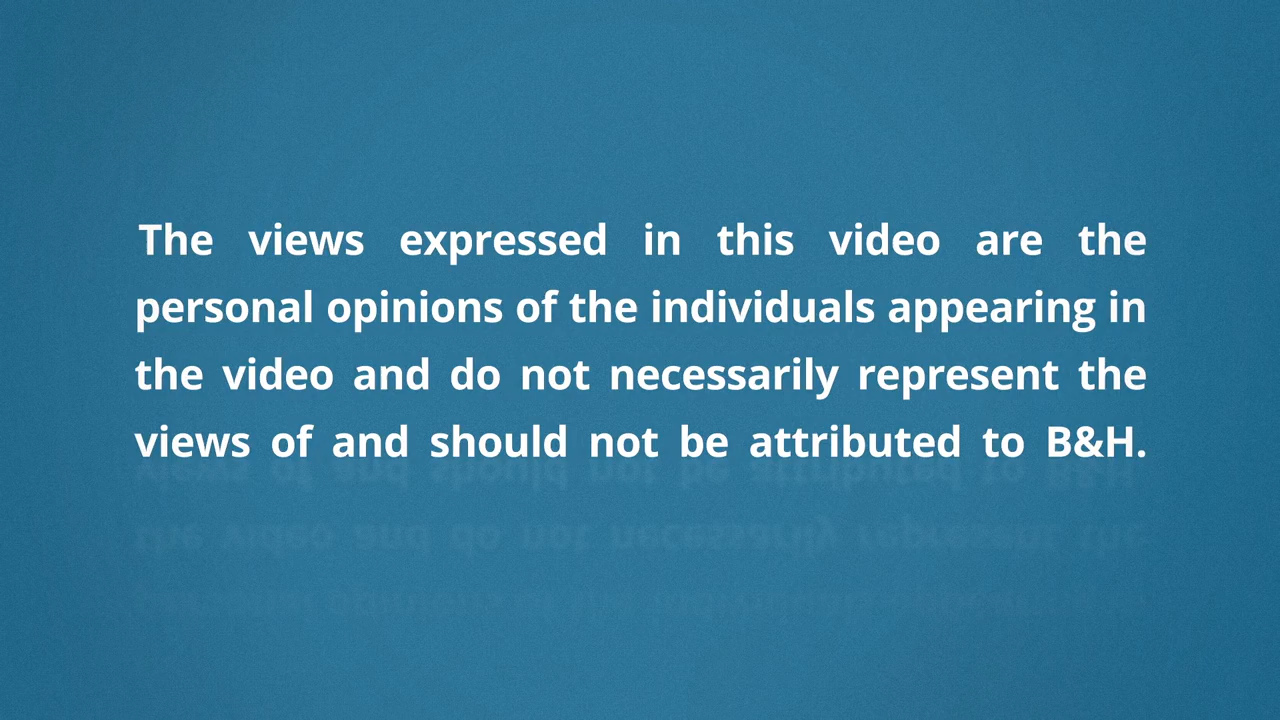 The views expressed in this video are the
personal opinions of the individuals appearing in
the video and do not necessarily represent the
views of and should not be attributed to B&H.